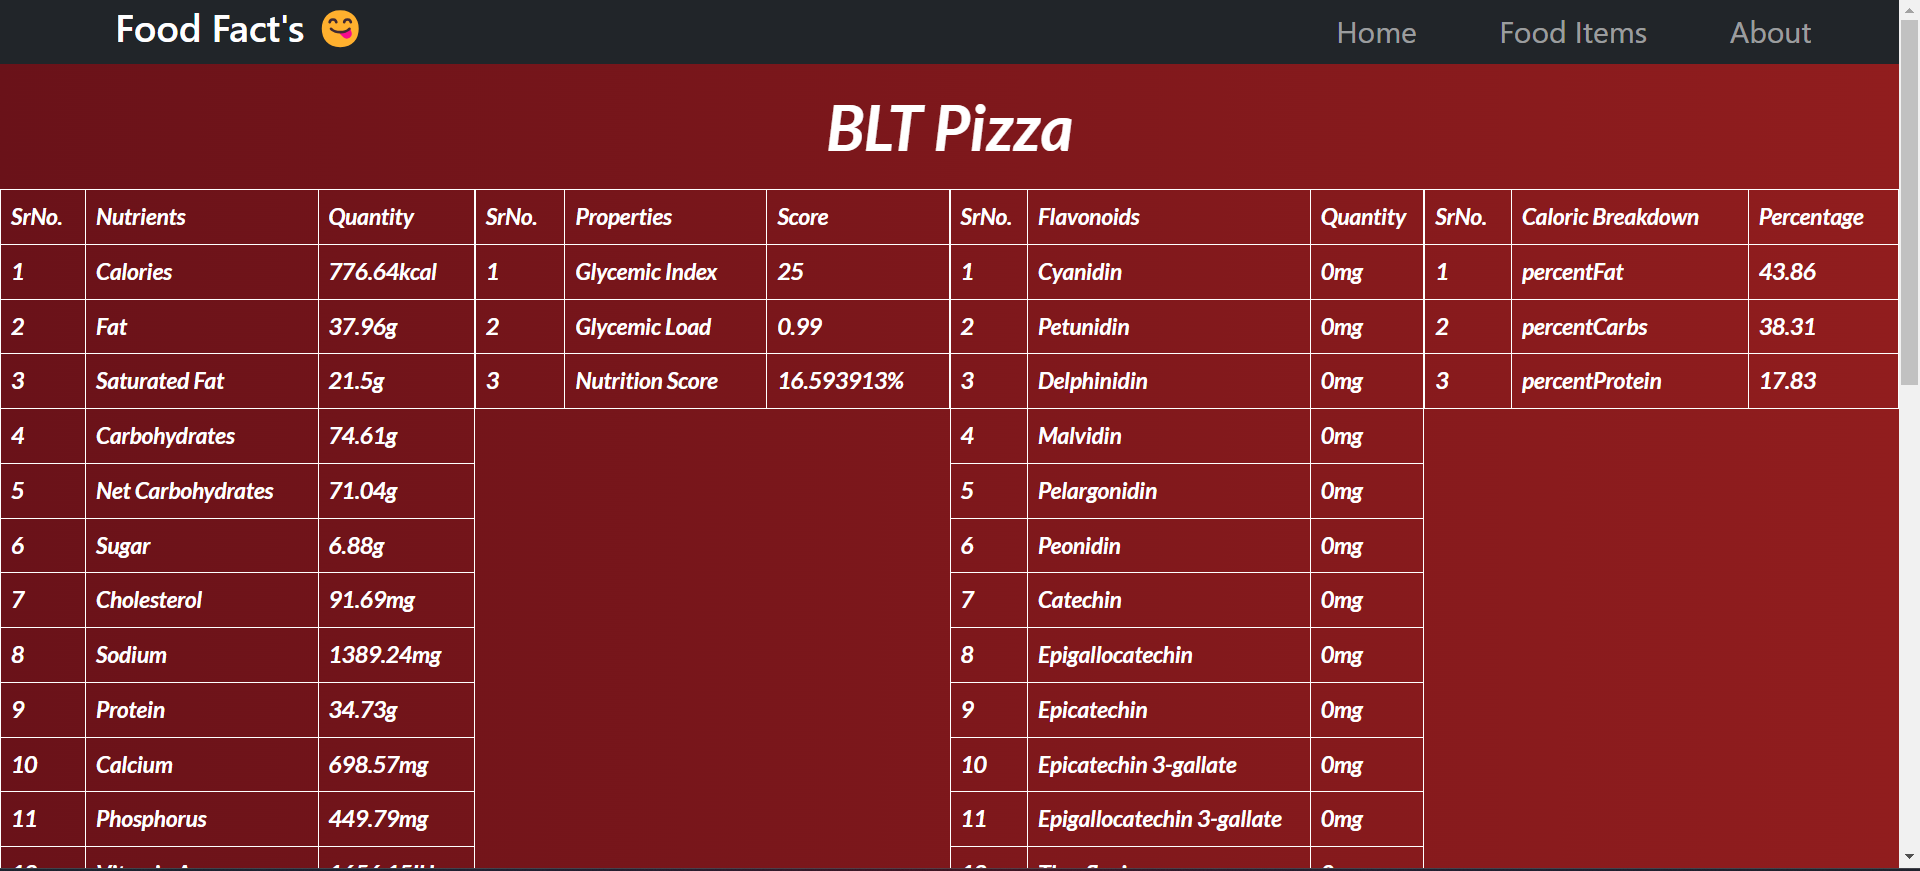 Food Fact's 😋 Home Food Items About
BLT Pizza
SrNo. Nutrients Quantity SrNo. Properties Score SrNo. Flavonoids Quantity SrNo. Caloric Breakdown Percentage
1 Calories 776.64kcal 1 Glycemic Index 25 1 Cyanidin 0mg 1 percentFat 43.86
2 Fat 37.96g 2 Glycemic Load 0.99 2 Petunidin 0mg 2 percentCarbs 38.31
3 Saturated Fat 21.5g 3 Nutrition Score 16.593913% 3 Delphinidin 0mg 3 percentProtein 17.83
4 Carbohydrates 74.61g 4 Malvidin 0mg
5 Net Carbohydrates 71.04g 5 Pelargonidin 0mg
6 Sugar 6.88g 6 Peonidin 0mg
7 Cholesterol 91.69mg 7 Catechin 0mg
8 Sodium 1389.24mg 8 Epigallocatechin 0mg
9 Protein 34.73g 9 Epicatechin 0mg
10 Calcium 698.57mg 10 Epicatechin 3-gallate 0mg
11 Phosphorus 449.79mg 11 Epigallocatechin 3-gallate 0mg